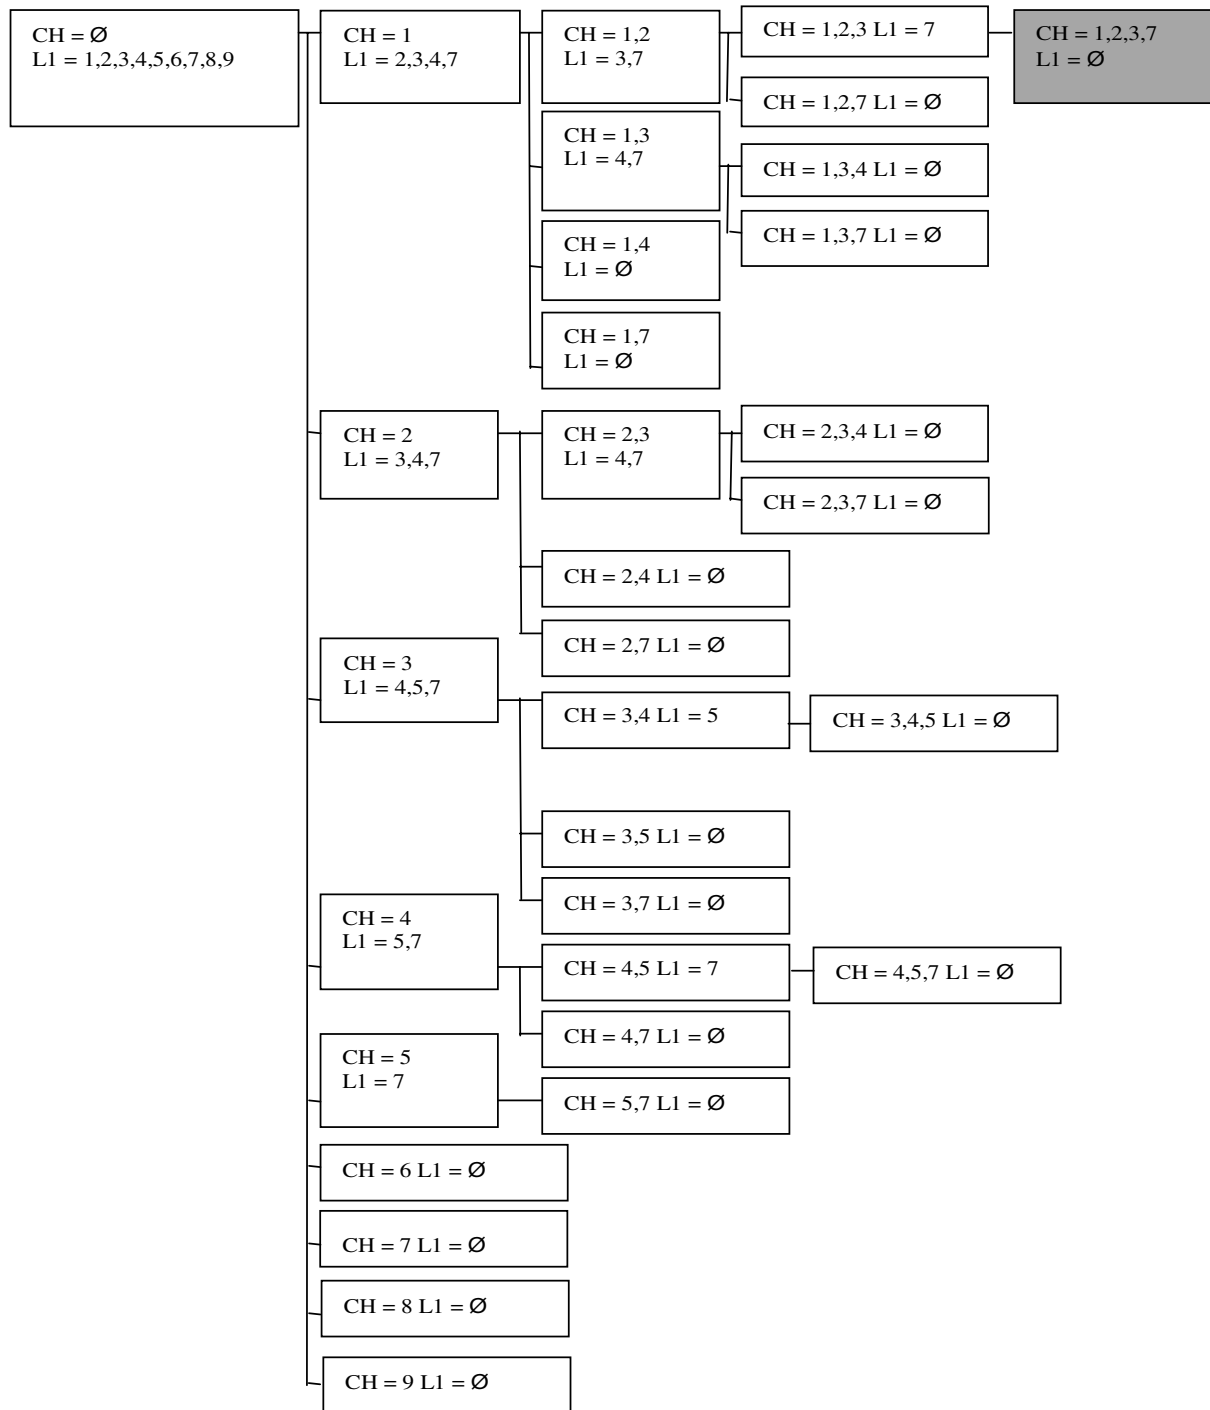 CH = Ø
L1 = 1,2,3,4,5,6,7,8,9
CH = 1
L1 = 2,3,4,7
CH = 1,2
L1 = 3,7
CH = 1,2,3 L1 = 7
CH = 1,2,3,7
L1 = Ø
CH = 1,2,7 L1 = Ø
CH = 1,3
L1 = 4,7
CH = 1,3,4 L1 = Ø
CH = 1,3,7 L1 = Ø
CH = 1,4
L1 = Ø
CH = 1,7
L1 = Ø
CH = 2
L1 = 3,4,7
CH = 2,3
L1 = 4,7
CH = 2,3,4 L1 = Ø
CH = 2,3,7 L1 = Ø
CH = 2,4 L1 = Ø
CH = 2,7 L1 = Ø
CH = 3
L1 = 4,5,7
CH = 3,4 L1 = 5
CH = 3,4,5 L1 = Ø
CH = 3,5 L1 = Ø
CH = 3,7 L1 = Ø
CH = 4
L1 = 5,7
CH = 4,5 L1 = 7
CH = 4,5,7 L1 = Ø
CH = 4,7 L1 = Ø
CH = 5
L1 = 7
CH = 5,7 L1 = Ø
CH = 6 L1 = Ø
CH = 7 L1 = Ø
CH = 8 L1 = Ø
CH = 9 L1 = Ø